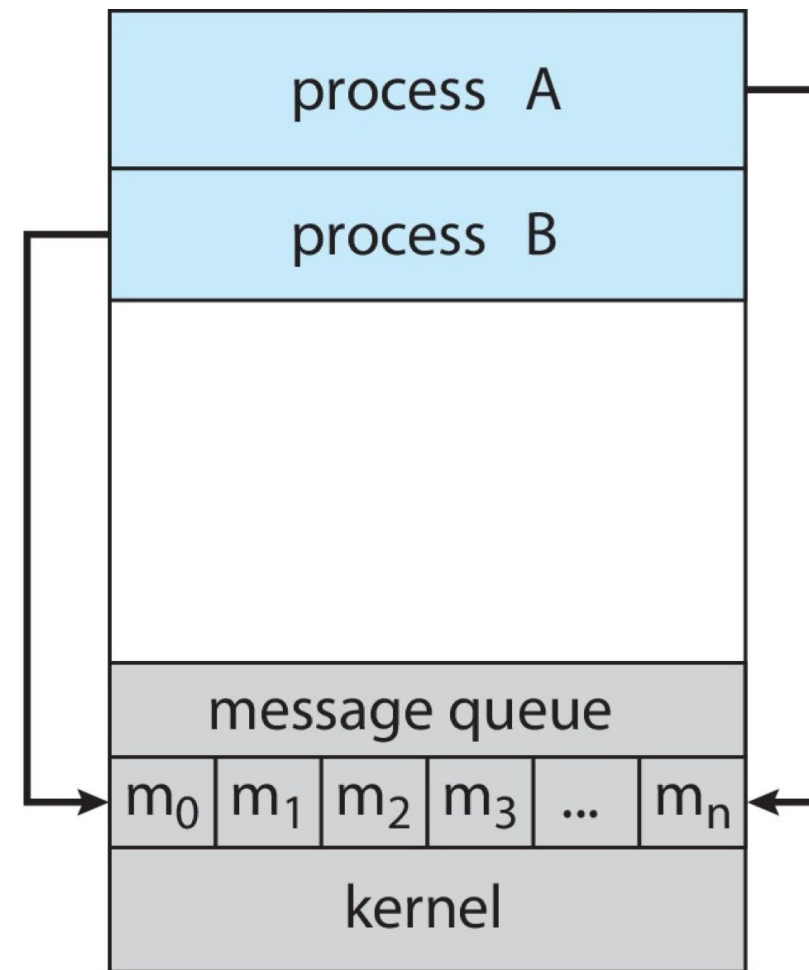 process A
process B
message queue
m₀ m₁ m₂ m₃ ... mₙ
kernel